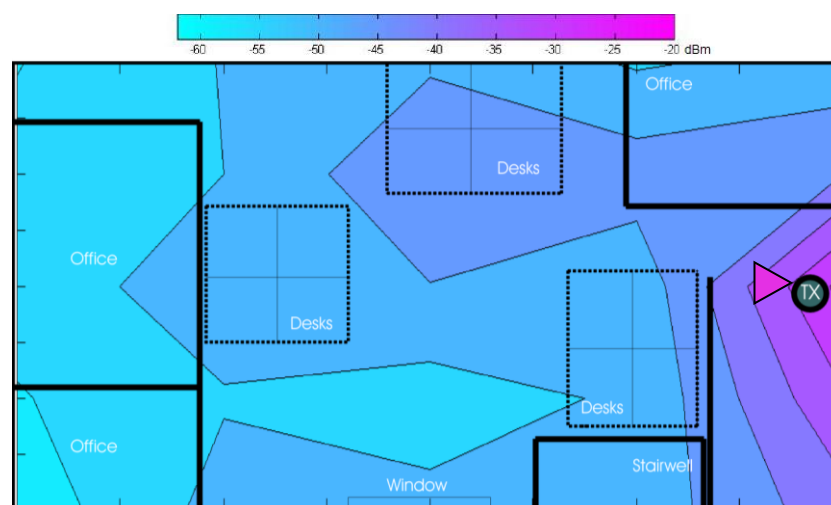 -60 -55 -50 -45 -40 -35 -30 -25 -20 dBm
Office
Desks
Office
TX
Desks
Desks
Office
Stairwell
Window